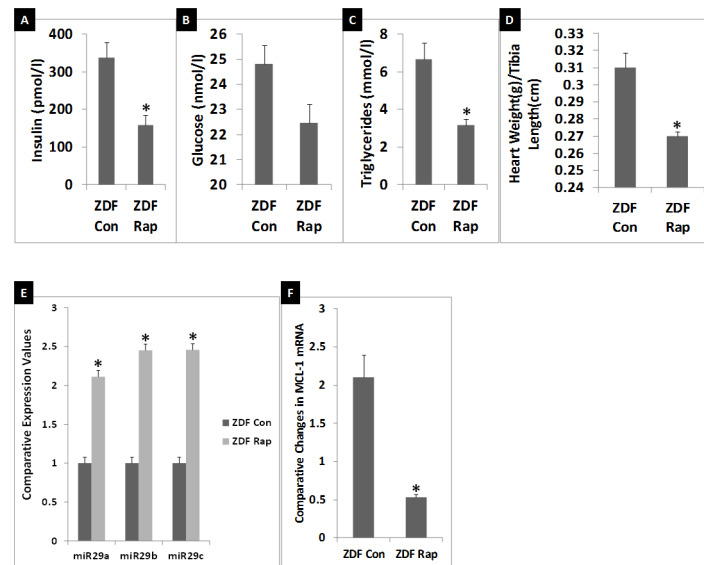 A
Insulin (pmol/l)
400
300
200
100
0
*
ZDF
Con
ZDF
Rap
B
Glucose (nmol/l)
26
25
24
23
22
21
20
ZDF
Con
ZDF
Rap
C
Triglycerides (mmol/l)
8
6
4
2
0
*
ZDF
Con
ZDF
Rap
D
Heart Weight(g)/Tibia
Length(cm)
0.33
0.32
0.31
0.3
0.29
0.28
0.27
0.26
0.25
0.24
*
ZDF
Con
ZDF
Rap
E
Comparative Expression Values
3
2.5
2
1.5
1
0.5
0
* * *
miR29a miR29b miR29c
ZDF Con
ZDF Rap
F
Comparative Changes in MCL-1 mRNA
3
2.5
2
1.5
1
0.5
0
*
ZDF Con ZDF Rap